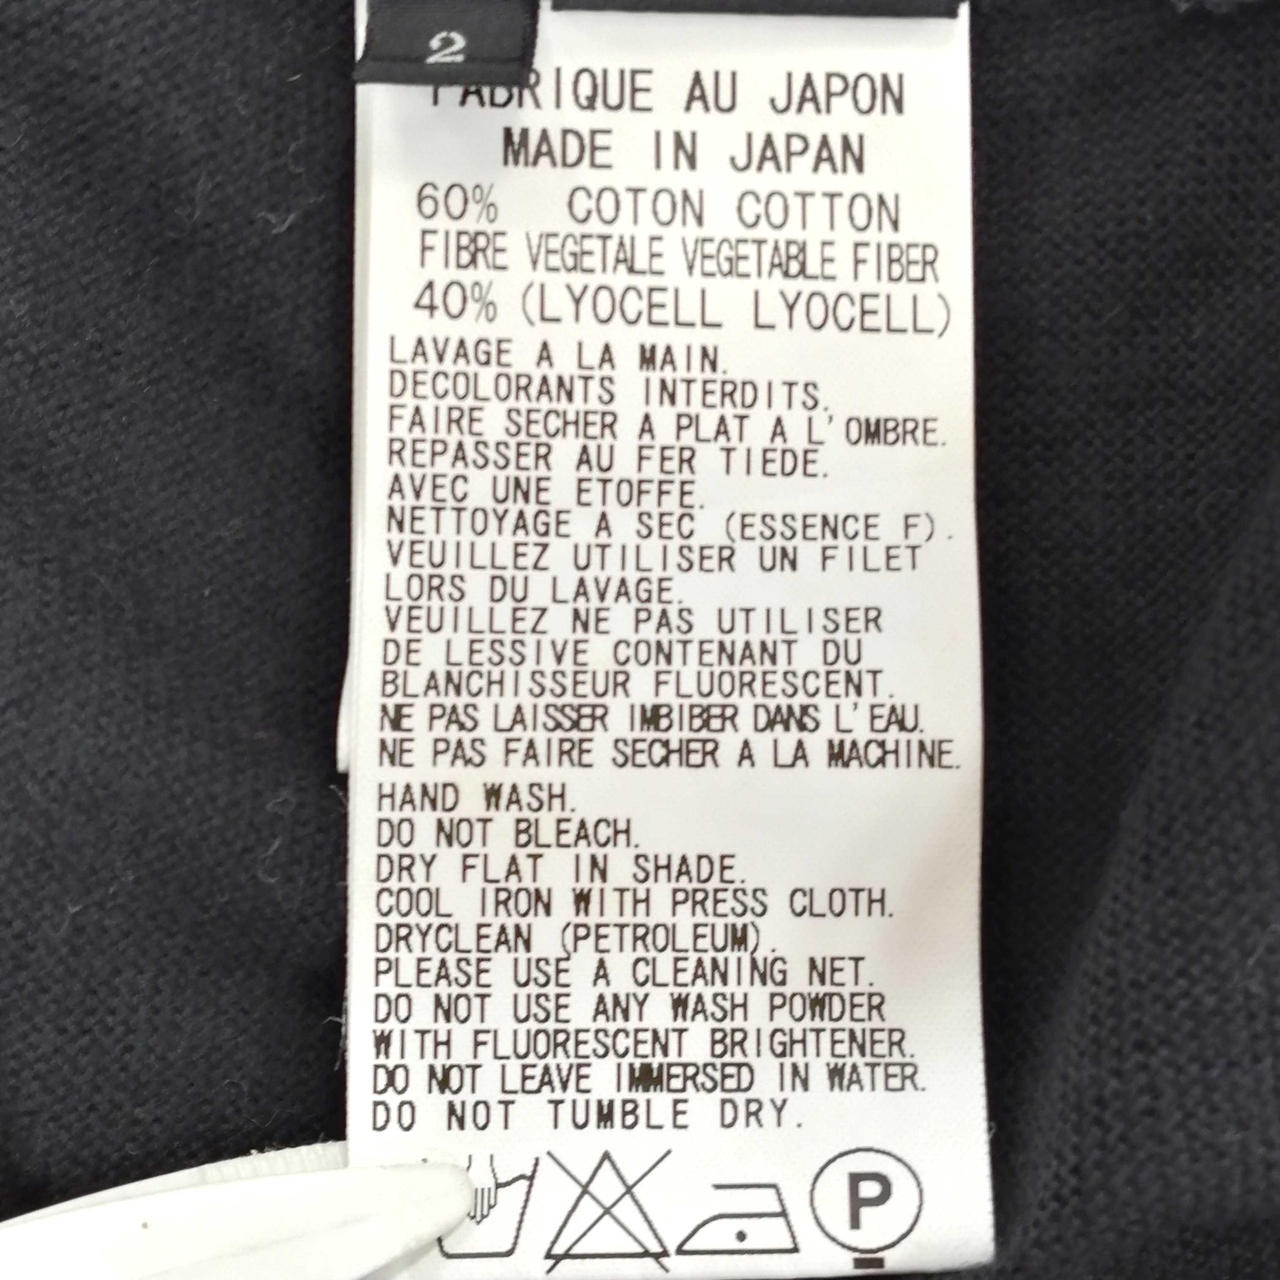 2
FABRIQUE AU JAPON
MADE IN JAPAN
60% COTON COTTON
FIBRE VEGETALE VEGETABLE FIBER
40% (LYOCELL LYOCELL)
LAVAGE A LA MAIN.
DECOLORANTS INTERDITS.
FAIRE SECHER A PLAT A L'OMBRE.
REPASSER AU FER TIEDE.
AVEC UNE ETOFFE.
NETTOYAGE A SEC (ESSENCE F).
VEUILLEZ UTILISER UN FILET
LORS DU LAVAGE.
VEUILLEZ NE PAS UTILISER
DE LESSIVE CONTENANT DU
BLANCHISSEUR FLUORESCENT.
NE PAS LAISSER IMBIBER DANS L'EAU.
NE PAS FAIRE SECHER A LA MACHINE.
HAND WASH.
DO NOT BLEACH.
DRY FLAT IN SHADE.
COOL IRON WITH PRESS CLOTH.
DRYCLEAN (PETROLEUM).
PLEASE USE A CLEANING NET.
DO NOT USE ANY WASH POWDER
WITH FLUORESCENT BRIGHTENER.
DO NOT LEAVE IMMERSED IN WATER.
DO NOT TUMBLE DRY.
P